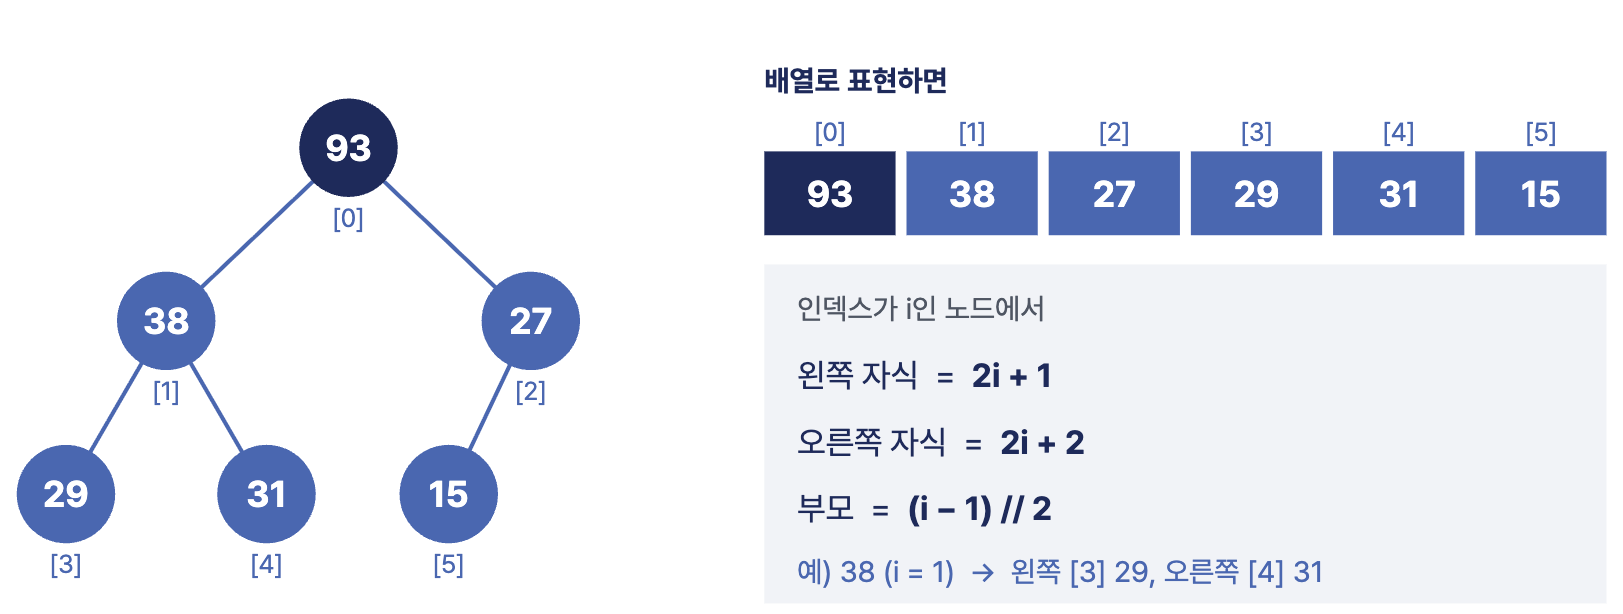 93
[0]
38
27
[1]
[2]
29
31
15
[3]
[4]
[5]
배열로 표현하면
[0] [1] [2] [3] [4] [5]
93 38 27 29 31 15
인덱스가 i인 노드에서
왼쪽 자식 = 2i + 1
오른쪽 자식 = 2i + 2
부모 = (i − 1) // 2
예) 38 (i = 1) → 왼쪽 [3] 29, 오른쪽 [4] 31